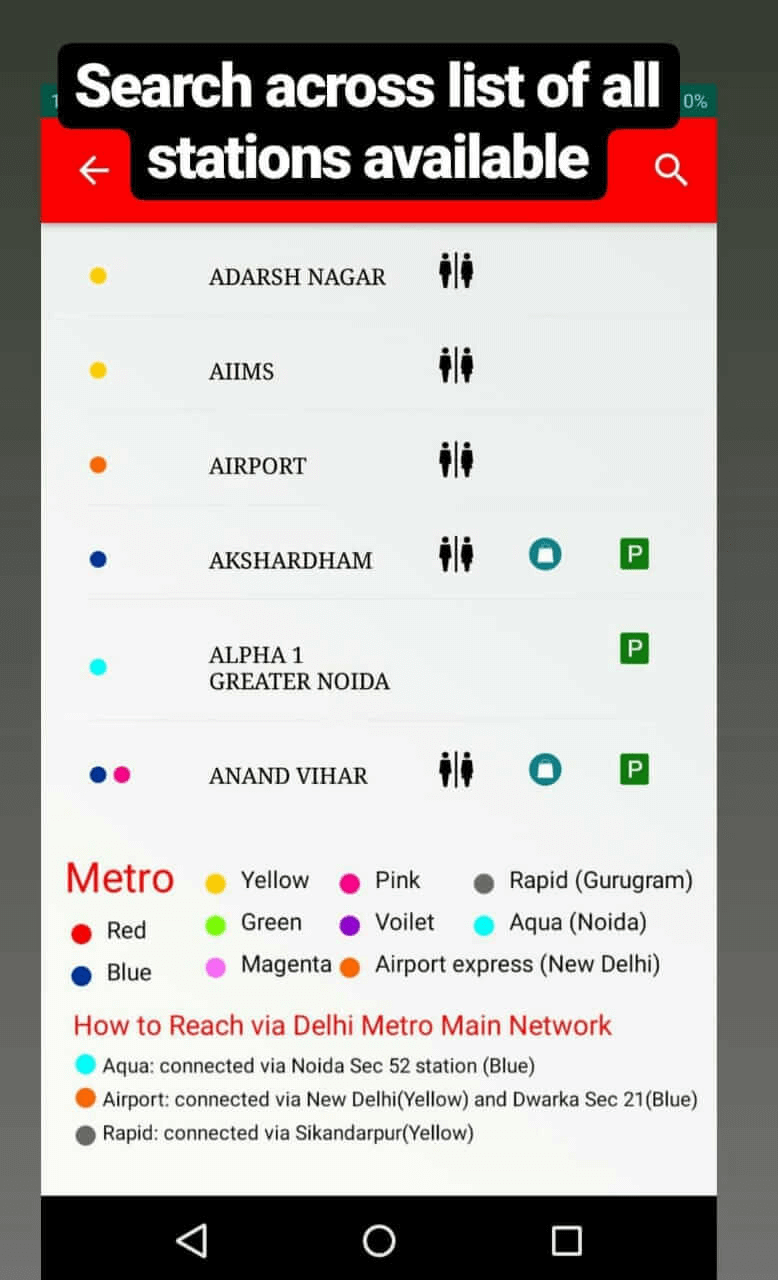 Search across list of all
stations available
0%
ADARSH NAGAR
AIIMS
AIRPORT
AKSHARDHAM
P
ALPHA 1
GREATER NOIDA
P
ANAND VIHAR
P
Metro
Yellow
Pink
Rapid (Gurugram)
Red
Green
Voilet
Aqua (Noida)
Blue
Magenta
Airport express (New Delhi)
How to Reach via Delhi Metro Main Network
Aqua: connected via Noida Sec 52 station (Blue)
Airport: connected via New Delhi(Yellow) and Dwarka Sec 21(Blue)
Rapid: connected via Sikandarpur(Yellow)